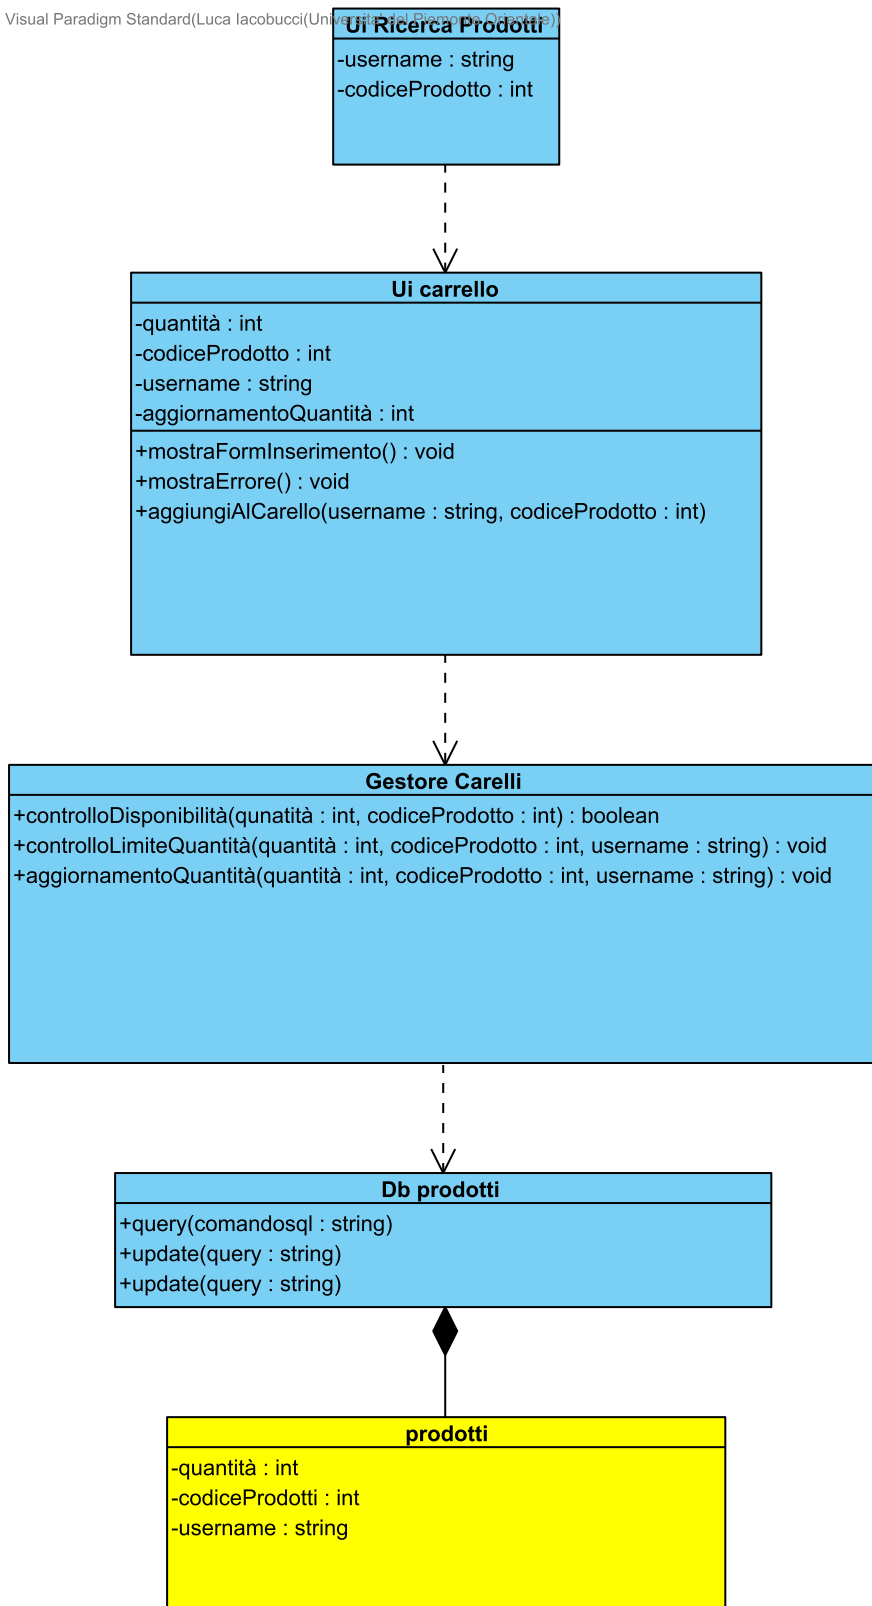 Visual Paradigm Standard(Luca Iacobucci(Universita' del Piemonte Orientale))
Ui Ricerca Prodotti
-username : string
-codiceProdotto : int
Ui carrello
-quantità : int
-codiceProdotto : int
-username : string
-aggiornamentoQuantità : int
+mostraFormInserimento() : void
+mostraErrore() : void
+aggiungiAlCarello(username : string, codiceProdotto : int)
Gestore Carelli
+controlloDisponibilità(qunatità : int, codiceProdotto : int) : boolean
+controlloLimiteQuantità(quantità : int, codiceProdotto : int, username : string) : void
+aggiornamentoQuantità(quantità : int, codiceProdotto : int, username : string) : void
Db prodotti
+query(comandosql : string)
+update(query : string)
+update(query : string)
prodotti
-quantità : int
-codiceProdotti : int
-username : string